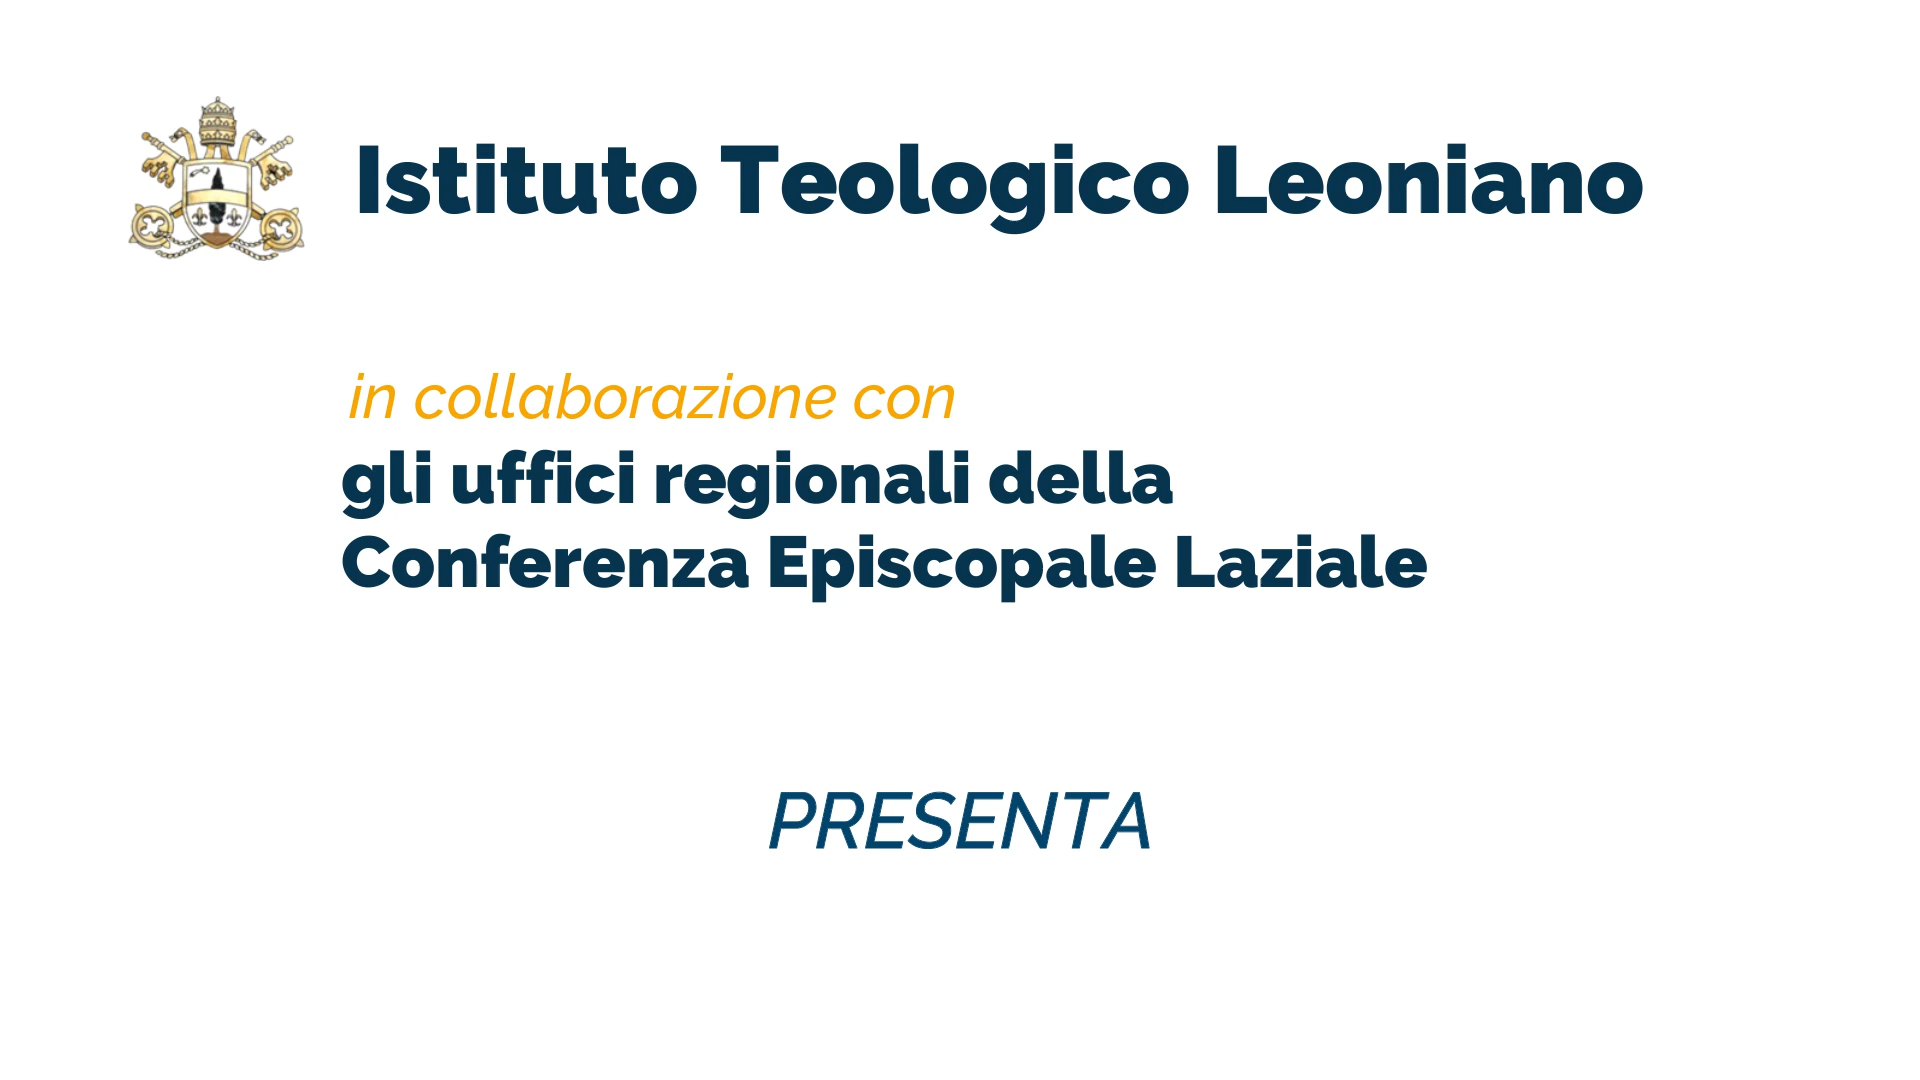 Istituto Teologico Leoniano
in collaborazione con
gli uffici regionali della
Conferenza Episcopale Laziale
PRESENTA